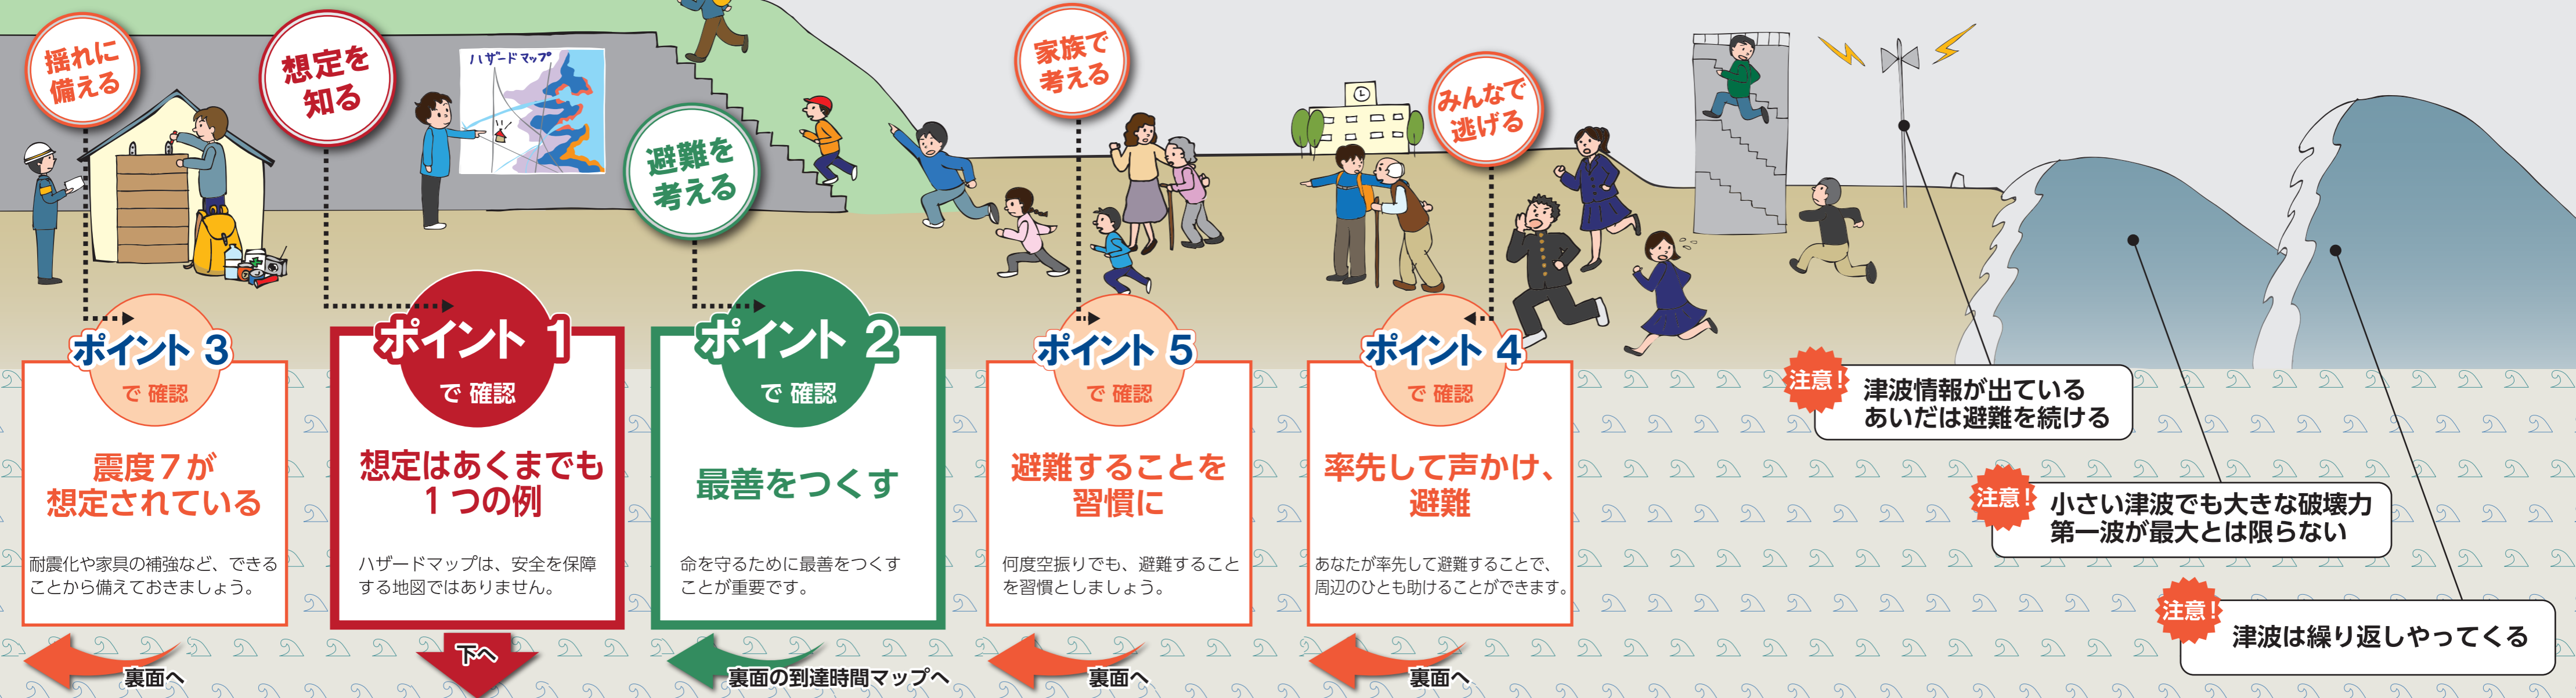 揺れに
備える
想定を
知る
ハザードマップ
避難を
考える
家族で
考える
みんなで
逃げる
ポイント 3
で 確認
震度７が
想定されている
耐震化や家具の補強など、できる
ことから備えておきましょう。
裏面へ
ポイント 1
で 確認
想定はあくまでも
１つの例
ハザードマップは、安全を保障
する地図ではありません。
下へ
ポイント 2
で 確認
最善をつくす
命を守るために最善をつくす
ことが重要です。
裏面の到達時間マップへ
ポイント 5
で 確認
避難することを
習慣に
何度空振りでも、避難すること
を習慣としましょう。
裏面へ
ポイント 4
で 確認
率先して声かけ、
避難
あなたが率先して避難することで、
周辺のひとも助けることができます。
裏面へ
注意！
津波情報が出ている
あいだは避難を続ける
注意！
小さい津波でも大きな破壊力
第一波が最大とは限らない
注意！
津波は繰り返しやってくる